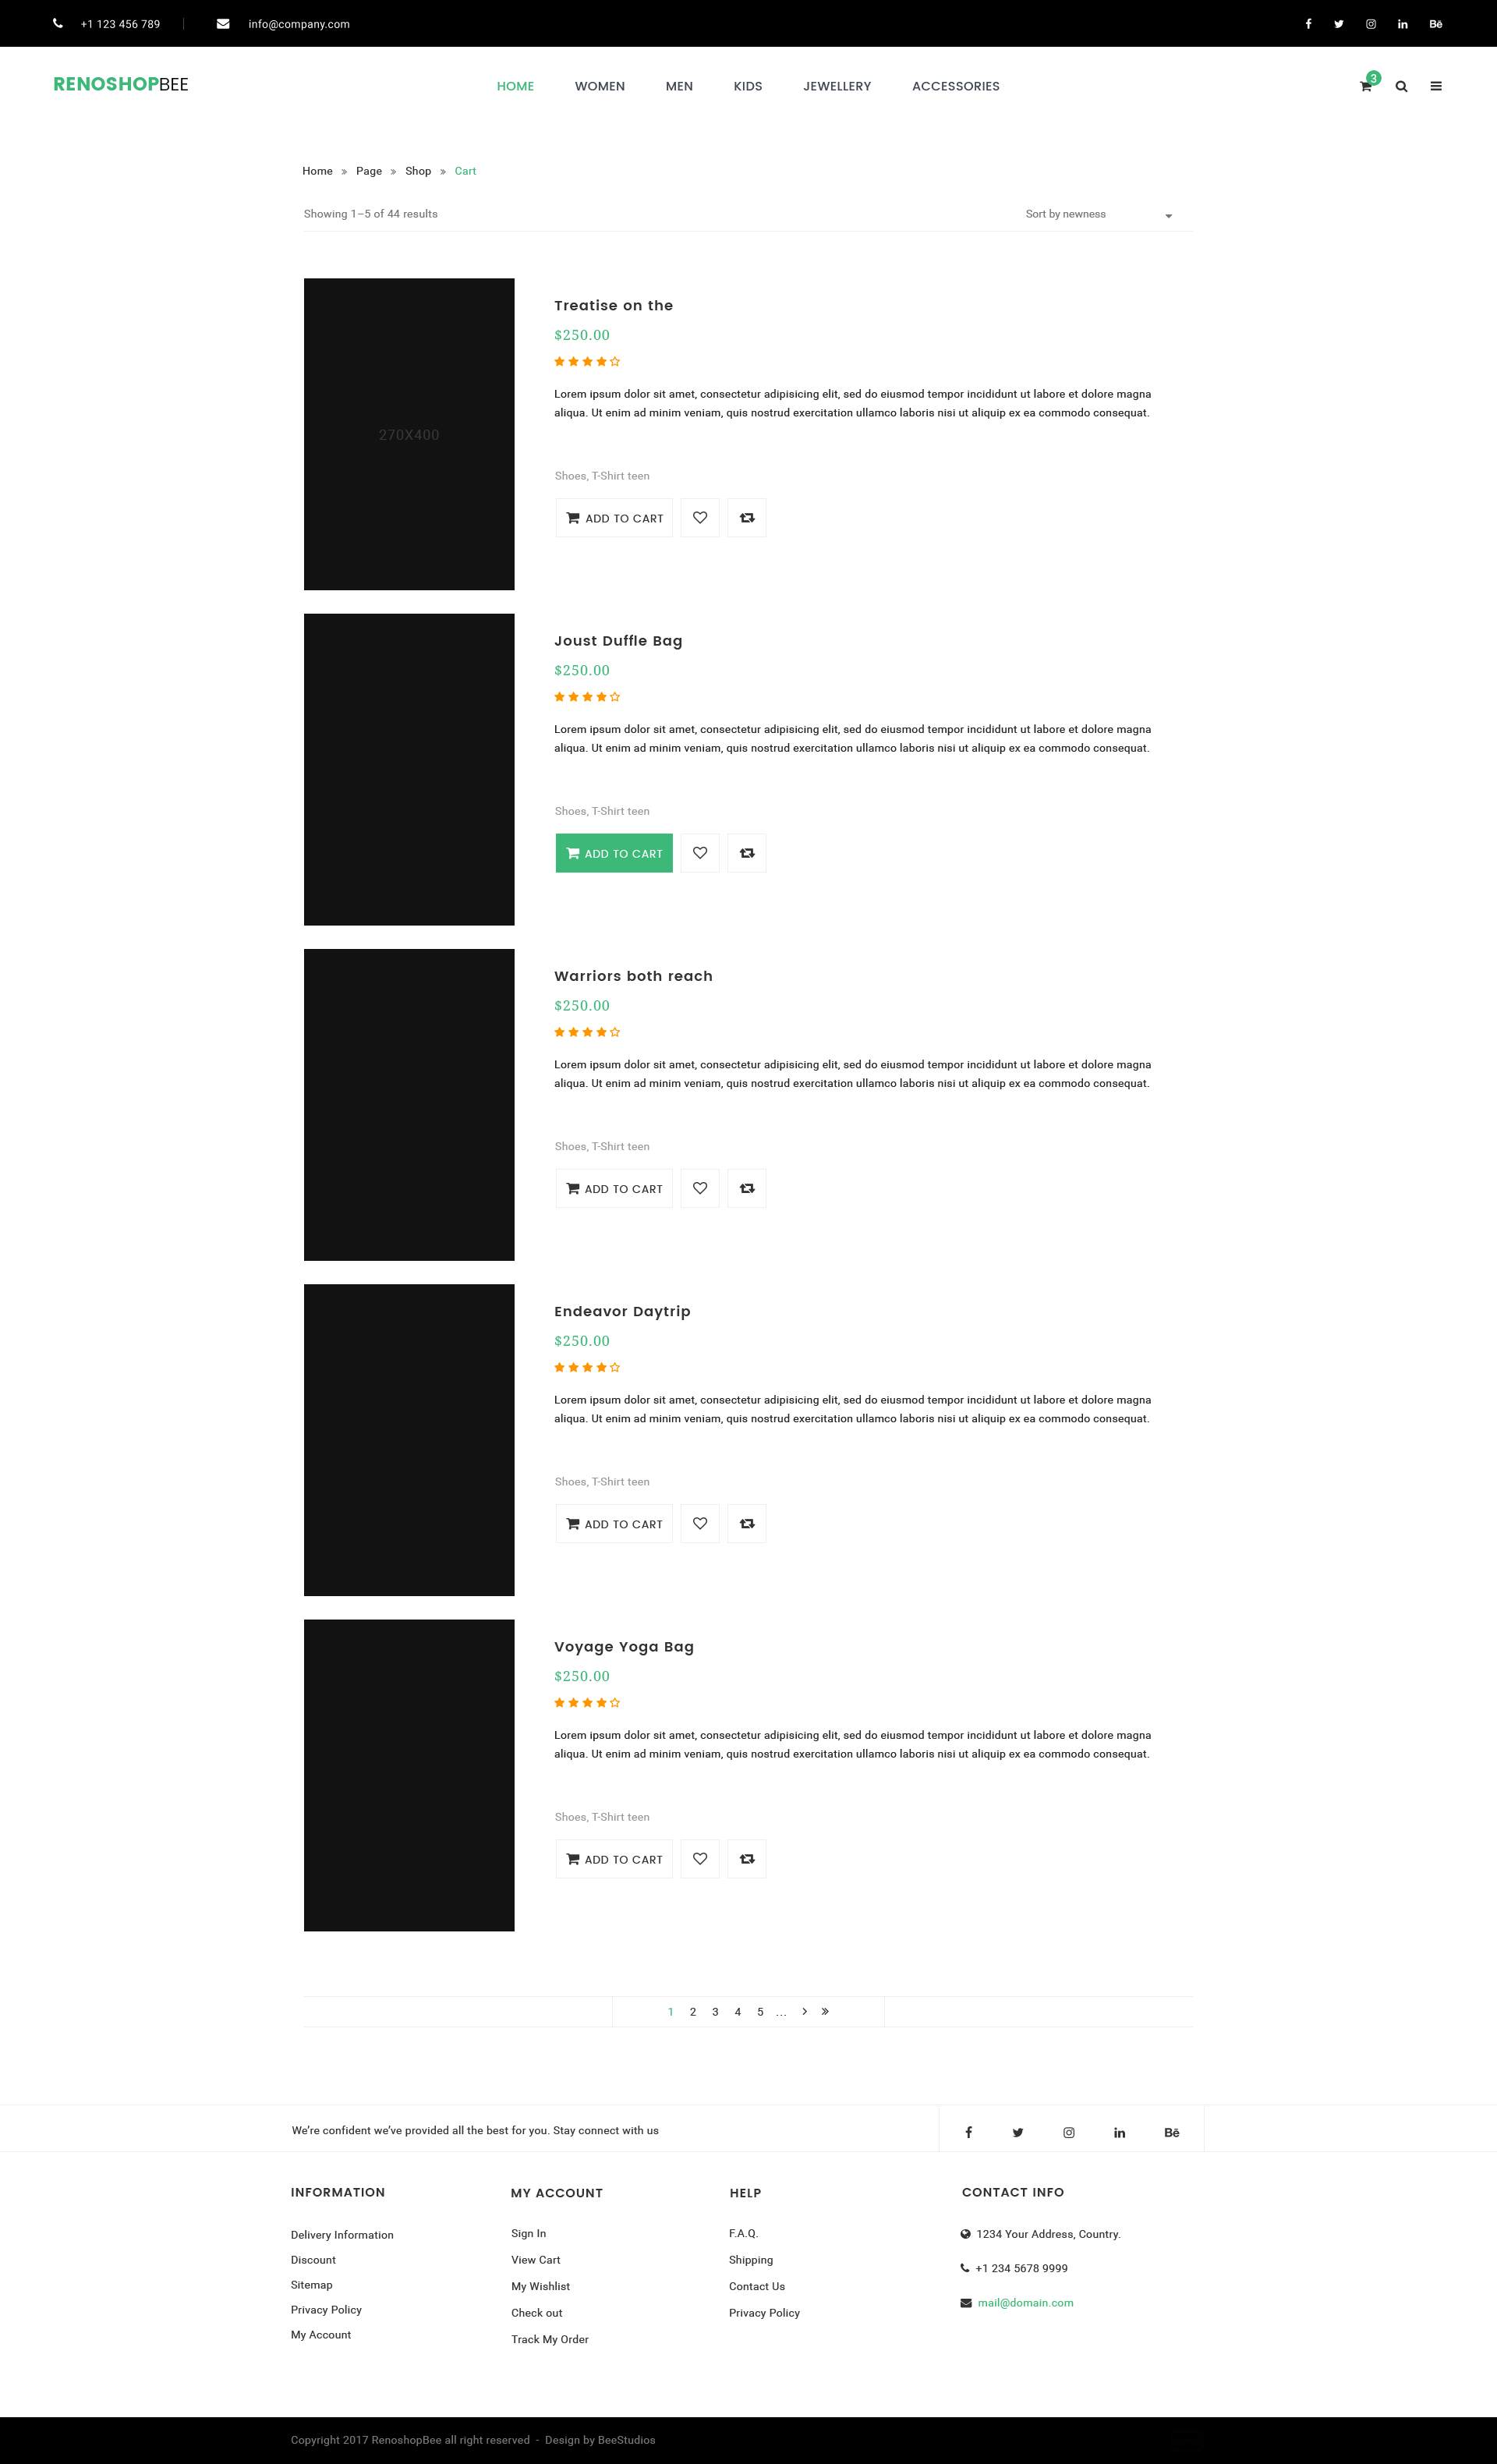 +1 123 456 789 info@company.com Bē
RENOSHOPBEE HOME WOMEN MEN KIDS JEWELLERY ACCESSORIES 3
Home » Page » Shop » Cart
Showing 1–5 of 44 results Sort by newness
270X400
Treatise on the
$250.00
Lorem ipsum dolor sit amet, consectetur adipisicing elit, sed do eiusmod tempor incididunt ut labore et dolore magna
aliqua. Ut enim ad minim veniam, quis nostrud exercitation ullamco laboris nisi ut aliquip ex ea commodo consequat.
Shoes, T-Shirt teen
ADD TO CART
Joust Duffle Bag
$250.00
Lorem ipsum dolor sit amet, consectetur adipisicing elit, sed do eiusmod tempor incididunt ut labore et dolore magna
aliqua. Ut enim ad minim veniam, quis nostrud exercitation ullamco laboris nisi ut aliquip ex ea commodo consequat.
Shoes, T-Shirt teen
ADD TO CART
Warriors both reach
$250.00
Lorem ipsum dolor sit amet, consectetur adipisicing elit, sed do eiusmod tempor incididunt ut labore et dolore magna
aliqua. Ut enim ad minim veniam, quis nostrud exercitation ullamco laboris nisi ut aliquip ex ea commodo consequat.
Shoes, T-Shirt teen
ADD TO CART
Endeavor Daytrip
$250.00
Lorem ipsum dolor sit amet, consectetur adipisicing elit, sed do eiusmod tempor incididunt ut labore et dolore magna
aliqua. Ut enim ad minim veniam, quis nostrud exercitation ullamco laboris nisi ut aliquip ex ea commodo consequat.
Shoes, T-Shirt teen
ADD TO CART
Voyage Yoga Bag
$250.00
Lorem ipsum dolor sit amet, consectetur adipisicing elit, sed do eiusmod tempor incididunt ut labore et dolore magna
aliqua. Ut enim ad minim veniam, quis nostrud exercitation ullamco laboris nisi ut aliquip ex ea commodo consequat.
Shoes, T-Shirt teen
ADD TO CART
1 2 3 4 5 ... › »
We’re confident we’ve provided all the best for you. Stay connect with us Bē
INFORMATION
Delivery Information
Discount
Sitemap
Privacy Policy
My Account
MY ACCOUNT
Sign In
View Cart
My Wishlist
Check out
Track My Order
HELP
F.A.Q.
Shipping
Contact Us
Privacy Policy
CONTACT INFO
1234 Your Address, Country.
+1 234 5678 9999
mail@domain.com
Copyright 2017 RenoshopBee all right reserved - Design by BeeStudios